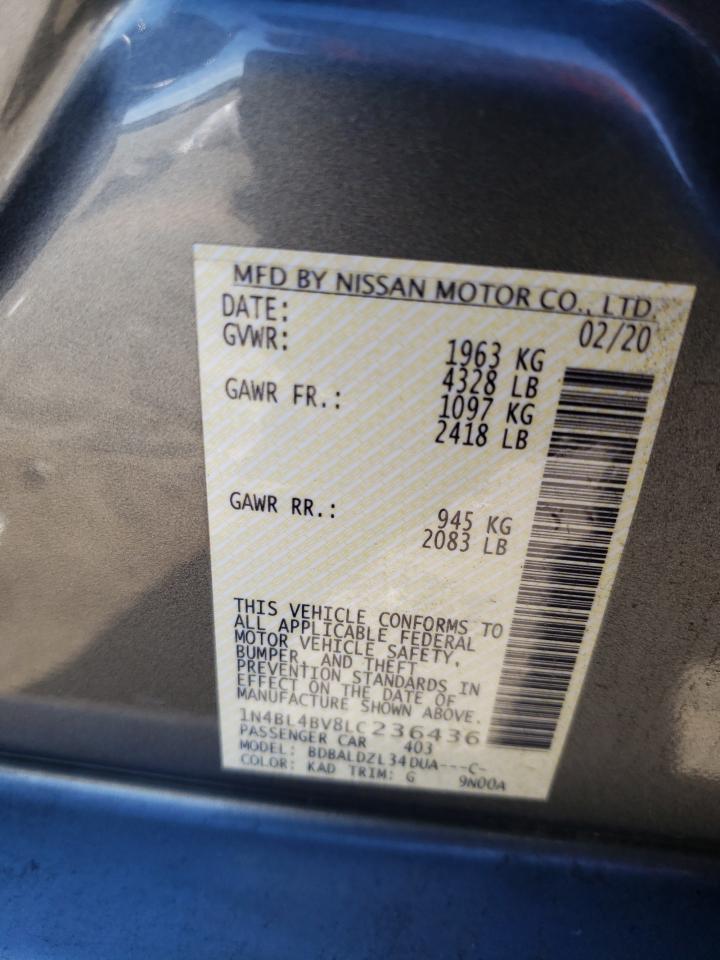 MFD BY NISSAN MOTOR CO., LTD.
DATE: 02/20
GVWR: 1963 KG
4328 LB
GAWR FR.: 1097 KG
2418 LB
GAWR RR.: 945 KG
2083 LB
THIS VEHICLE CONFORMS TO
ALL APPLICABLE FEDERAL
MOTOR VEHICLE SAFETY,
BUMPER, AND THEFT
PREVENTION STANDARDS IN
EFFECT ON THE DATE OF
MANUFACTURE SHOWN ABOVE.
1N4BL4BV8LC236436
PASSENGER CAR 403
MODEL: BDBALDZL34DUA---C-
COLOR: KAD TRIM: G 9N00A